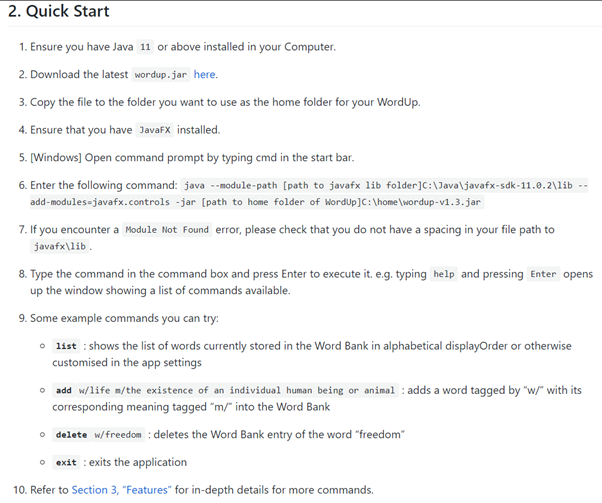 2. Quick Start
1. Ensure you have Java 11 or above installed in your Computer.
2. Download the latest wordup.jar here.
3. Copy the file to the folder you want to use as the home folder for your WordUp.
4. Ensure that you have JavaFX installed.
5. [Windows] Open command prompt by typing cmd in the start bar.
6. Enter the following command: java --module-path [path to javafx lib folder]C:\Java\javafx-sdk-11.0.2\lib --
add-modules=javafx.controls -jar [path to home folder of WordUp]C:\home\wordup-v1.3.jar
7. If you encounter a Module Not Found error, please check that you do not have a spacing in your file path to
javafx\lib .
8. Type the command in the command box and press Enter to execute it. e.g. typing help and pressing Enter opens
up the window showing a list of commands available.
9. Some example commands you can try:
○ list : shows the list of words currently stored in the Word Bank in alphabetical displayOrder or otherwise
customised in the app settings
○ add w/life m/the existence of an individual human being or animal : adds a word tagged by “w/” with its
corresponding meaning tagged “m/” into the Word Bank
○ delete w/freedom : deletes the Word Bank entry of the word “freedom”
○ exit : exits the application
10. Refer to Section 3, “Features” for in-depth details for more commands.